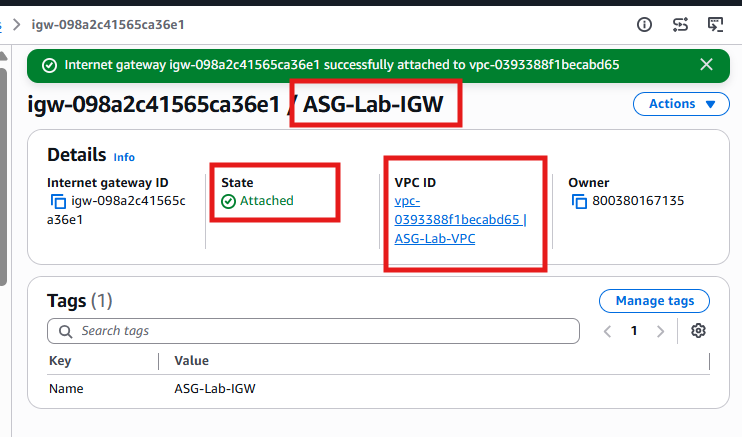 igw-098a2c41565ca36e1
Internet gateway igw-098a2c41565ca36e1 successfully attached to vpc-0393388f1becabd65
igw-098a2c41565ca36e1 / ASG-Lab-IGW
Actions
Details Info
Internet gateway ID
igw-098a2c41565c
a36e1
State
Attached
VPC ID
vpc-
0393388f1becabd65 |
ASG-Lab-VPC
Owner
800380167135
Tags (1)
Manage tags
Search tags
1
Key Value
Name ASG-Lab-IGW